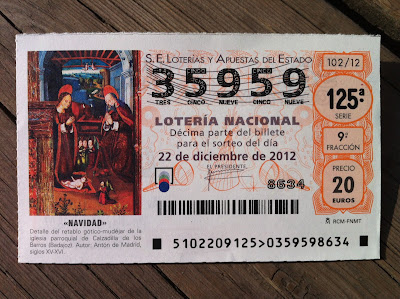 S.E. LOTERÍAS Y APUESTAS DEL ESTADO
102/12
CINCO CINCO
35959
TRES CINCO NUEVE CINCO NUEVE
125ª
SERIE
LOTERÍA NACIONAL
Décima parte del billete
para el sorteo del día
22 de diciembre de 2012
EL PRESIDENTE,
9ª
FRACCIÓN
PRECIO
20
EUROS
8634
«NAVIDAD»
Detalle del retablo gótico-mudéjar de la
iglesia parroquial de Calzadilla de los
Barros (Badajoz). Autor: Antón de Madrid,
siglos XV-XVI.
RCM-FNMT
5102209125>0359598634